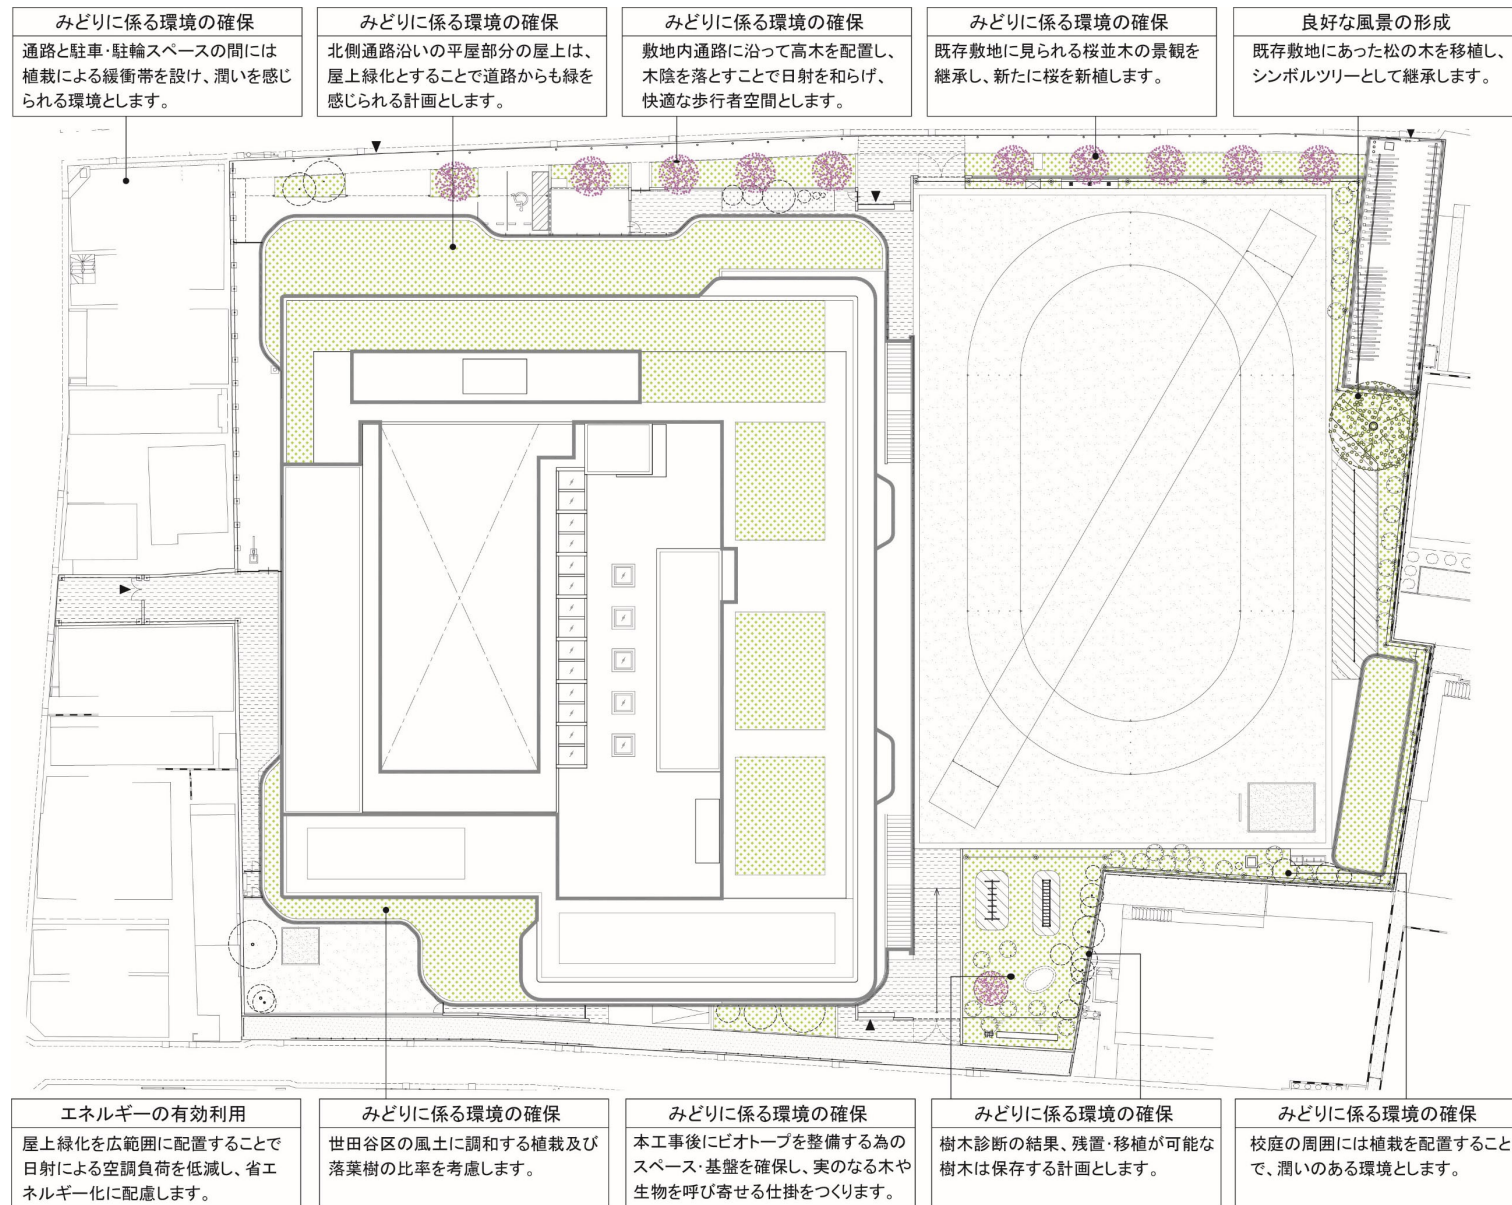 みどりに係る環境の確保
通路と駐車・駐輪スペースの間には
植栽による緩衝帯を設け、潤いを感じ
られる環境とします。
みどりに係る環境の確保
北側通路沿いの平屋部分の屋上は、
屋上緑化とすることで道路からも緑を
感じられる計画とします。
みどりに係る環境の確保
敷地内通路に沿って高木を配置し、
木陰を落とすことで日射を和らげ、
快適な歩行者空間とします。
みどりに係る環境の確保
既存敷地に見られる桜並木の景観を
継承し、新たに桜を新植します。
良好な風景の形成
既存敷地にあった松の木を移植し、
シンボルツリーとして継承します。
エネルギーの有効利用
屋上緑化を広範囲に配置することで
日射による空調負荷を低減し、省エ
ネルギー化に配慮します。
みどりに係る環境の確保
世田谷区の風土に調和する植栽及び
落葉樹の比率を考慮します。
みどりに係る環境の確保
本工事後にビオトープを整備する為の
スペース・基盤を確保し、実のなる木や
生物を呼び寄せる仕掛をつくります。
みどりに係る環境の確保
樹木診断の結果、残置・移植が可能な
樹木は保存する計画とします。
みどりに係る環境の確保
校庭の周囲には植栽を配置すること
で、潤いのある環境とします。